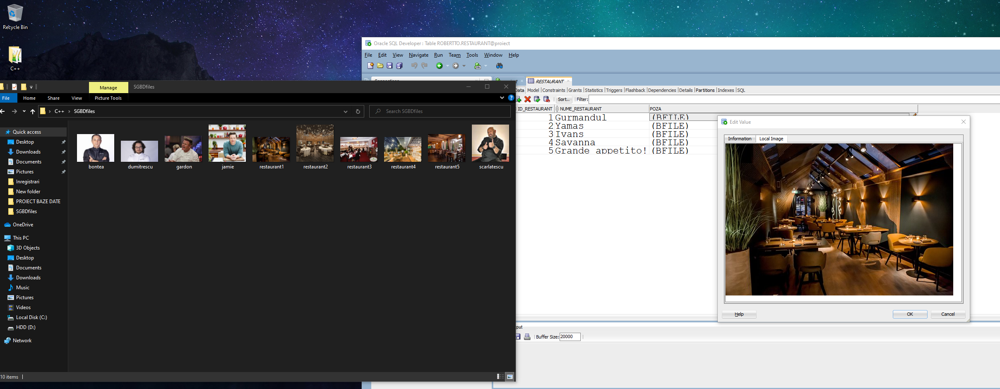 Recycle Bin
C++
Oracle SQL Developer : Table ROBERTTO.RESTAURANT@proiect
File Edit View Navigate Run Team Tools Window Help
RESTAURANT
Data Model Constraints Grants Statistics Triggers Flashback Dependencies Details Partitions Indexes SQL
Sort.. Filter:
ID_RESTAURANT NUME_RESTAURANT POZA
1 Gurmandul (BFILE)
2 Yamas (BFILE)
3 Ivans (BFILE)
4 Savanna (BFILE)
5 Grande appetito! (BFILE)
Buffer Size: 20000
Edit Value
Information Local Image
Help OK Cancel
Manage SGBDfiles
File Home Share View Picture Tools
C++ SGBDfiles Search SGBDfiles
Quick access
Desktop
Downloads
Documents
Pictures
Inregistrari
New folder
PROIECT BAZE DATE
SGBDfiles
OneDrive
This PC
3D Objects
Desktop
Documents
Downloads
Music
Pictures
Videos
Local Disk (C:)
HDD (D:)
Network
bontea dumitrescu gardon jamie restaurant1 restaurant2 restaurant3 restaurant4 restaurant5 scarlatescu
10 items